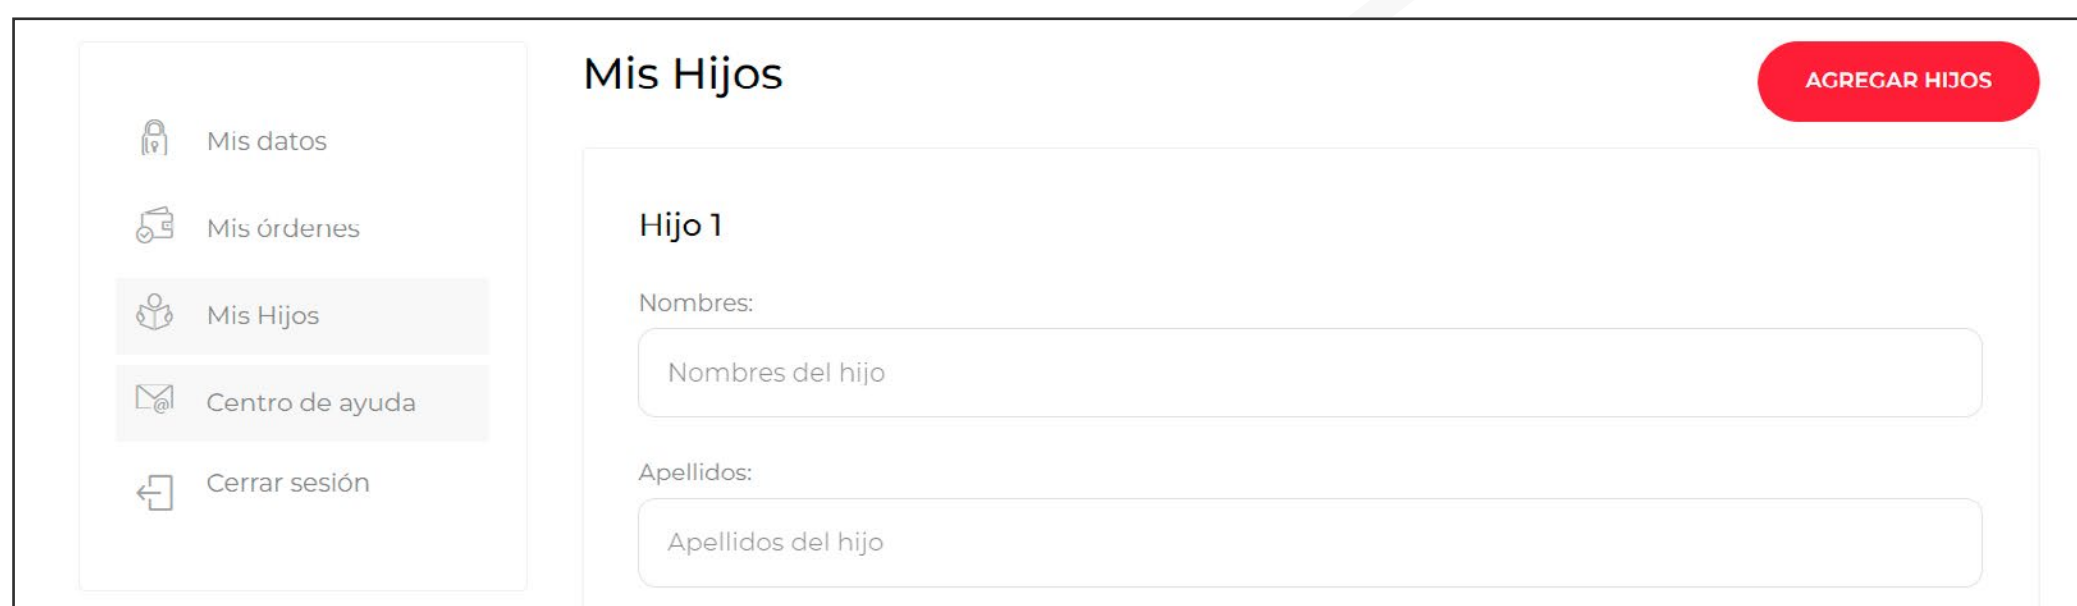 Mis datos
Mis órdenes
Mis Hijos
Centro de ayuda
Cerrar sesión
Mis Hijos
AGREGAR HIJOS
Hijo 1
Nombres:
Nombres del hijo
Apellidos:
Apellidos del hijo